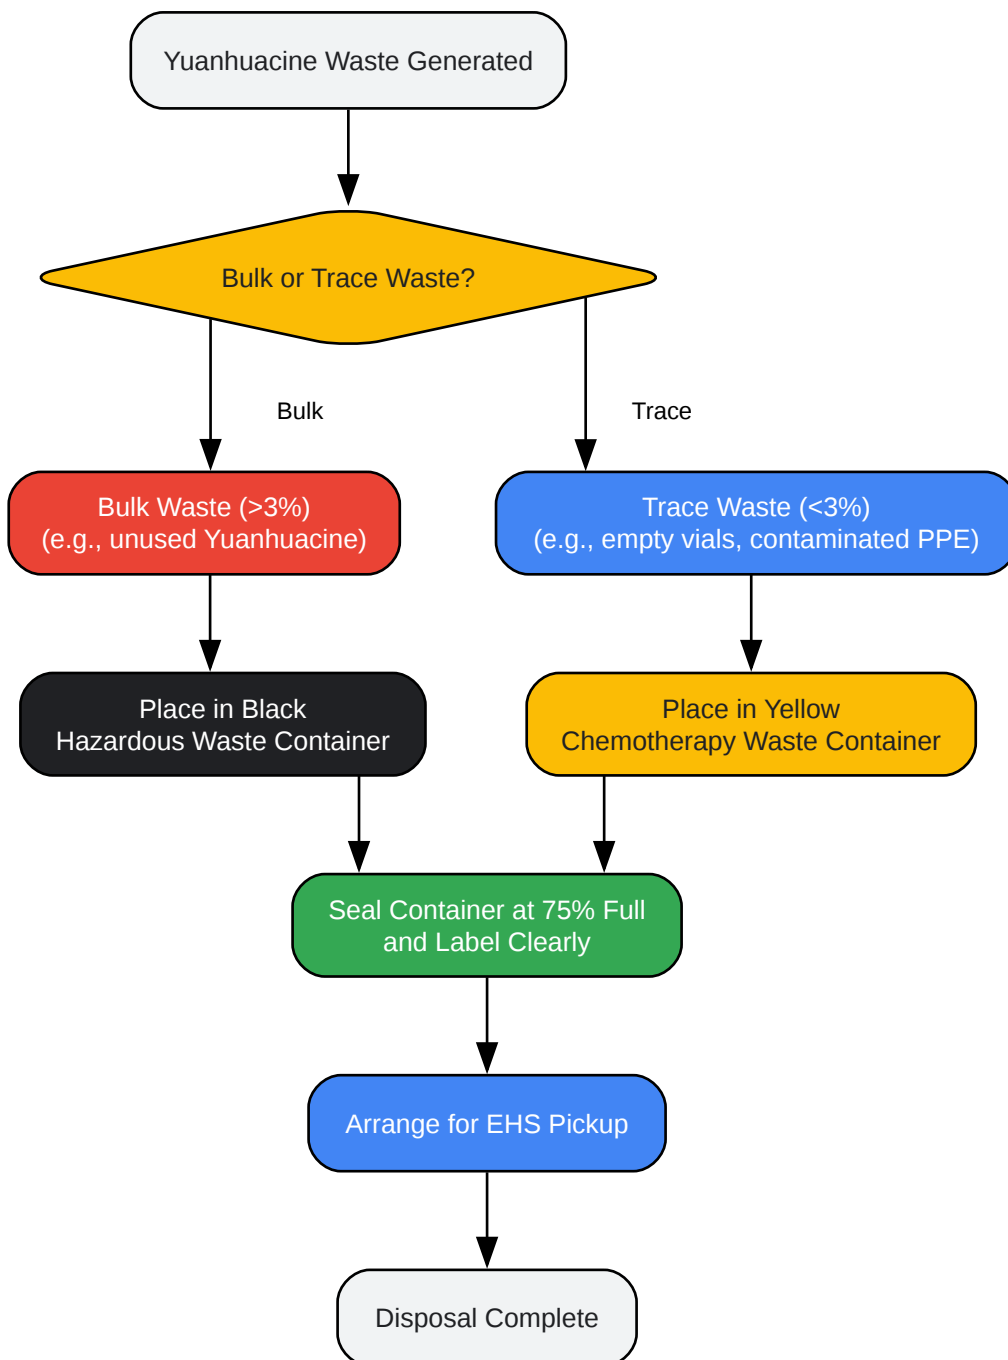 Yuanhuacine Waste Generated
Bulk or Trace Waste?
Bulk
Trace
Bulk Waste (>3%)
(e.g., unused Yuanhuacine)
Trace Waste (<3%)
(e.g., empty vials, contaminated PPE)
Place in Black
Hazardous Waste Container
Place in Yellow
Chemotherapy Waste Container
Seal Container at 75% Full
and Label Clearly
Arrange for EHS Pickup
Disposal Complete